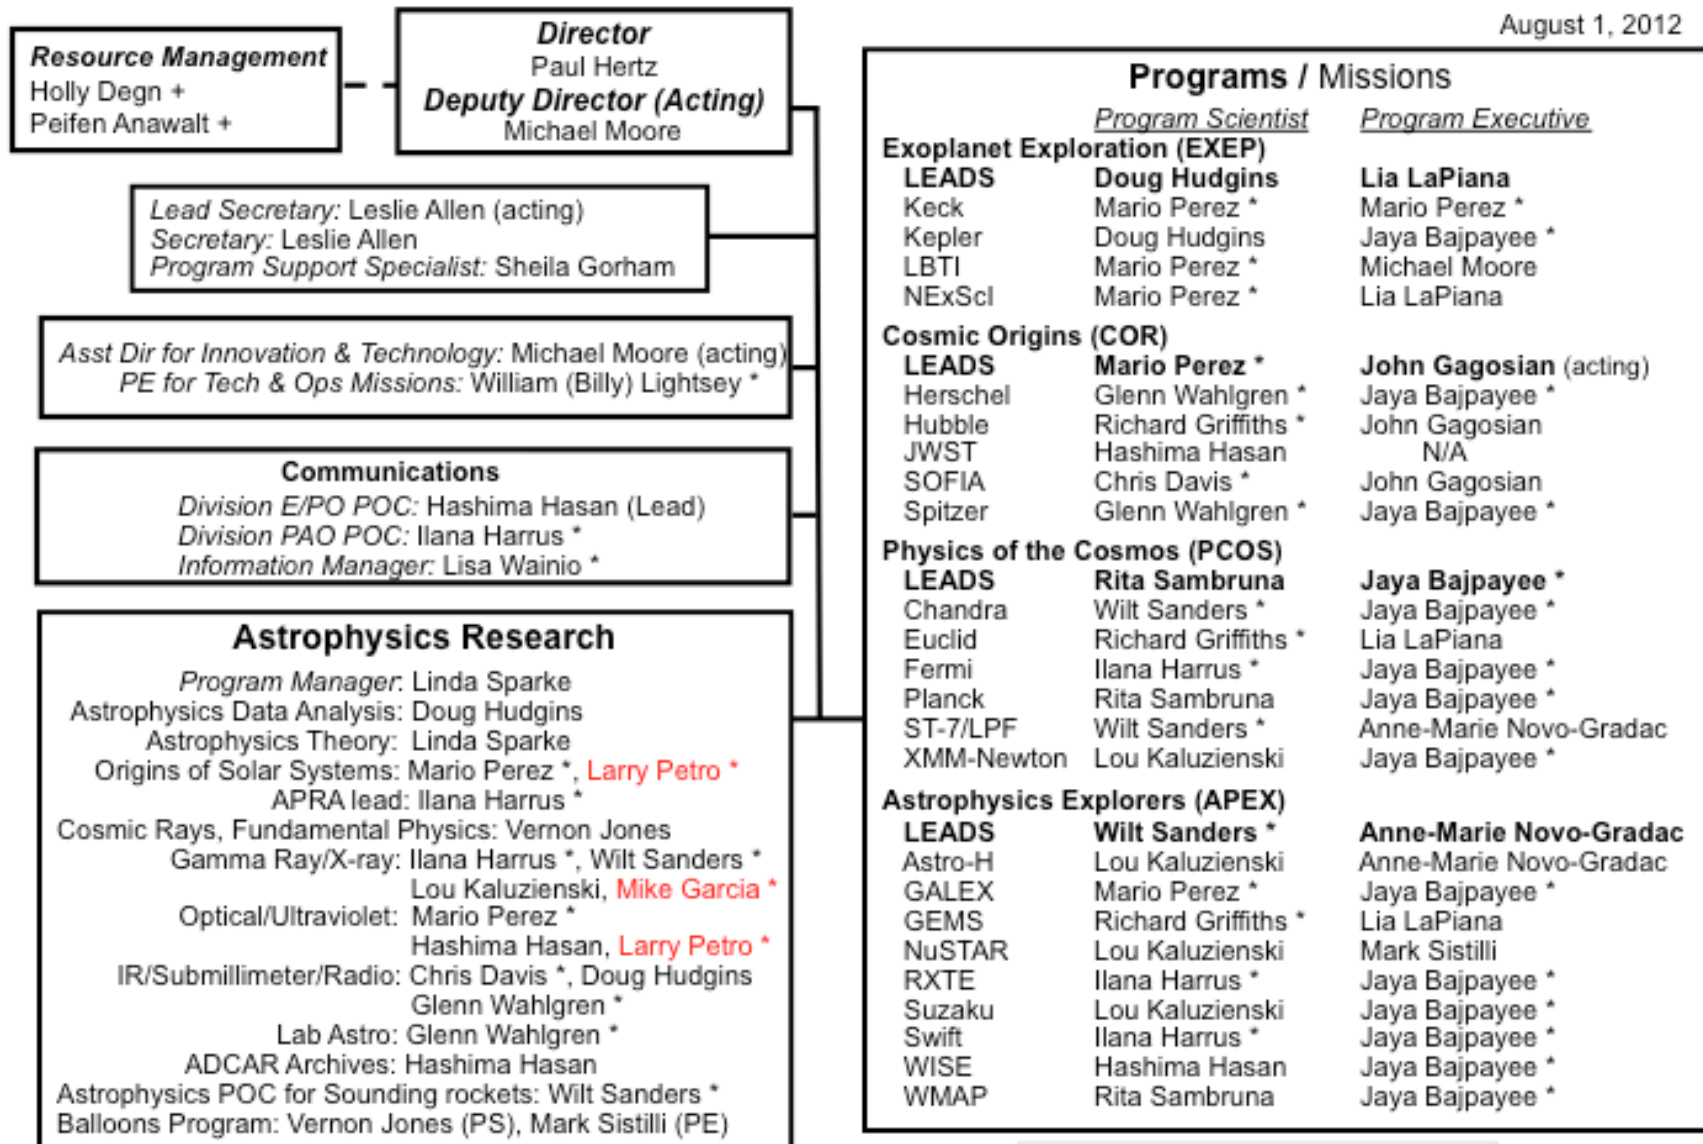 August 1, 2012
Resource Management
Holly Degn +
Peifen Anawalt +
Director
Paul Hertz
Deputy Director (Acting)
Michael Moore
Lead Secretary: Leslie Allen (acting)
Secretary: Leslie Allen
Program Support Specialist: Sheila Gorham
Asst Dir for Innovation & Technology: Michael Moore (acting)
PE for Tech & Ops Missions: William (Billy) Lightsey *
Communications
Division E/PO POC: Hashima Hasan (Lead)
Division PAO POC: Ilana Harrus *
Information Manager: Lisa Wainio *
Astrophysics Research
Program Manager: Linda Sparke
Astrophysics Data Analysis: Doug Hudgins
Astrophysics Theory: Linda Sparke
Origins of Solar Systems: Mario Perez *, Larry Petro *
APRA lead: Ilana Harrus *
Cosmic Rays, Fundamental Physics: Vernon Jones
Gamma Ray/X-ray: Ilana Harrus *, Wilt Sanders *
Lou Kaluzienski, Mike Garcia *
Optical/Ultraviolet: Mario Perez *
Hashima Hasan, Larry Petro *
IR/Submillimeter/Radio: Chris Davis *, Doug Hudgins
Glenn Wahlgren *
Lab Astro: Glenn Wahlgren *
ADCAR Archives: Hashima Hasan
Astrophysics POC for Sounding rockets: Wilt Sanders *
Balloons Program: Vernon Jones (PS), Mark Sistilli (PE)
Programs / Missions
Program Scientist Program Executive
Exoplanet Exploration (EXEP)
LEADS Doug Hudgins Lia LaPiana
Keck Mario Perez * Mario Perez *
Kepler Doug Hudgins Jaya Bajpayee *
LBTI Mario Perez * Michael Moore
NExScI Mario Perez * Lia LaPiana
Cosmic Origins (COR)
LEADS Mario Perez * John Gagosian (acting)
Herschel Glenn Wahlgren * Jaya Bajpayee *
Hubble Richard Griffiths * John Gagosian
JWST Hashima Hasan N/A
SOFIA Chris Davis * John Gagosian
Spitzer Glenn Wahlgren * Jaya Bajpayee *
Physics of the Cosmos (PCOS)
LEADS Rita Sambruna Jaya Bajpayee *
Chandra Wilt Sanders * Jaya Bajpayee *
Euclid Richard Griffiths * Lia LaPiana
Fermi Ilana Harrus * Jaya Bajpayee *
Planck Rita Sambruna Jaya Bajpayee *
ST-7/LPF Wilt Sanders * Anne-Marie Novo-Gradac
XMM-Newton Lou Kaluzienski Jaya Bajpayee *
Astrophysics Explorers (APEX)
LEADS Wilt Sanders * Anne-Marie Novo-Gradac
Astro-H Lou Kaluzienski Anne-Marie Novo-Gradac
GALEX Mario Perez * Jaya Bajpayee *
GEMS Richard Griffiths * Lia LaPiana
NuSTAR Lou Kaluzienski Mark Sistilli
RXTE Ilana Harrus * Jaya Bajpayee *
Suzaku Lou Kaluzienski Jaya Bajpayee *
Swift Ilana Harrus * Jaya Bajpayee *
WISE Hashima Hasan Jaya Bajpayee *
WMAP Rita Sambruna Jaya Bajpayee *